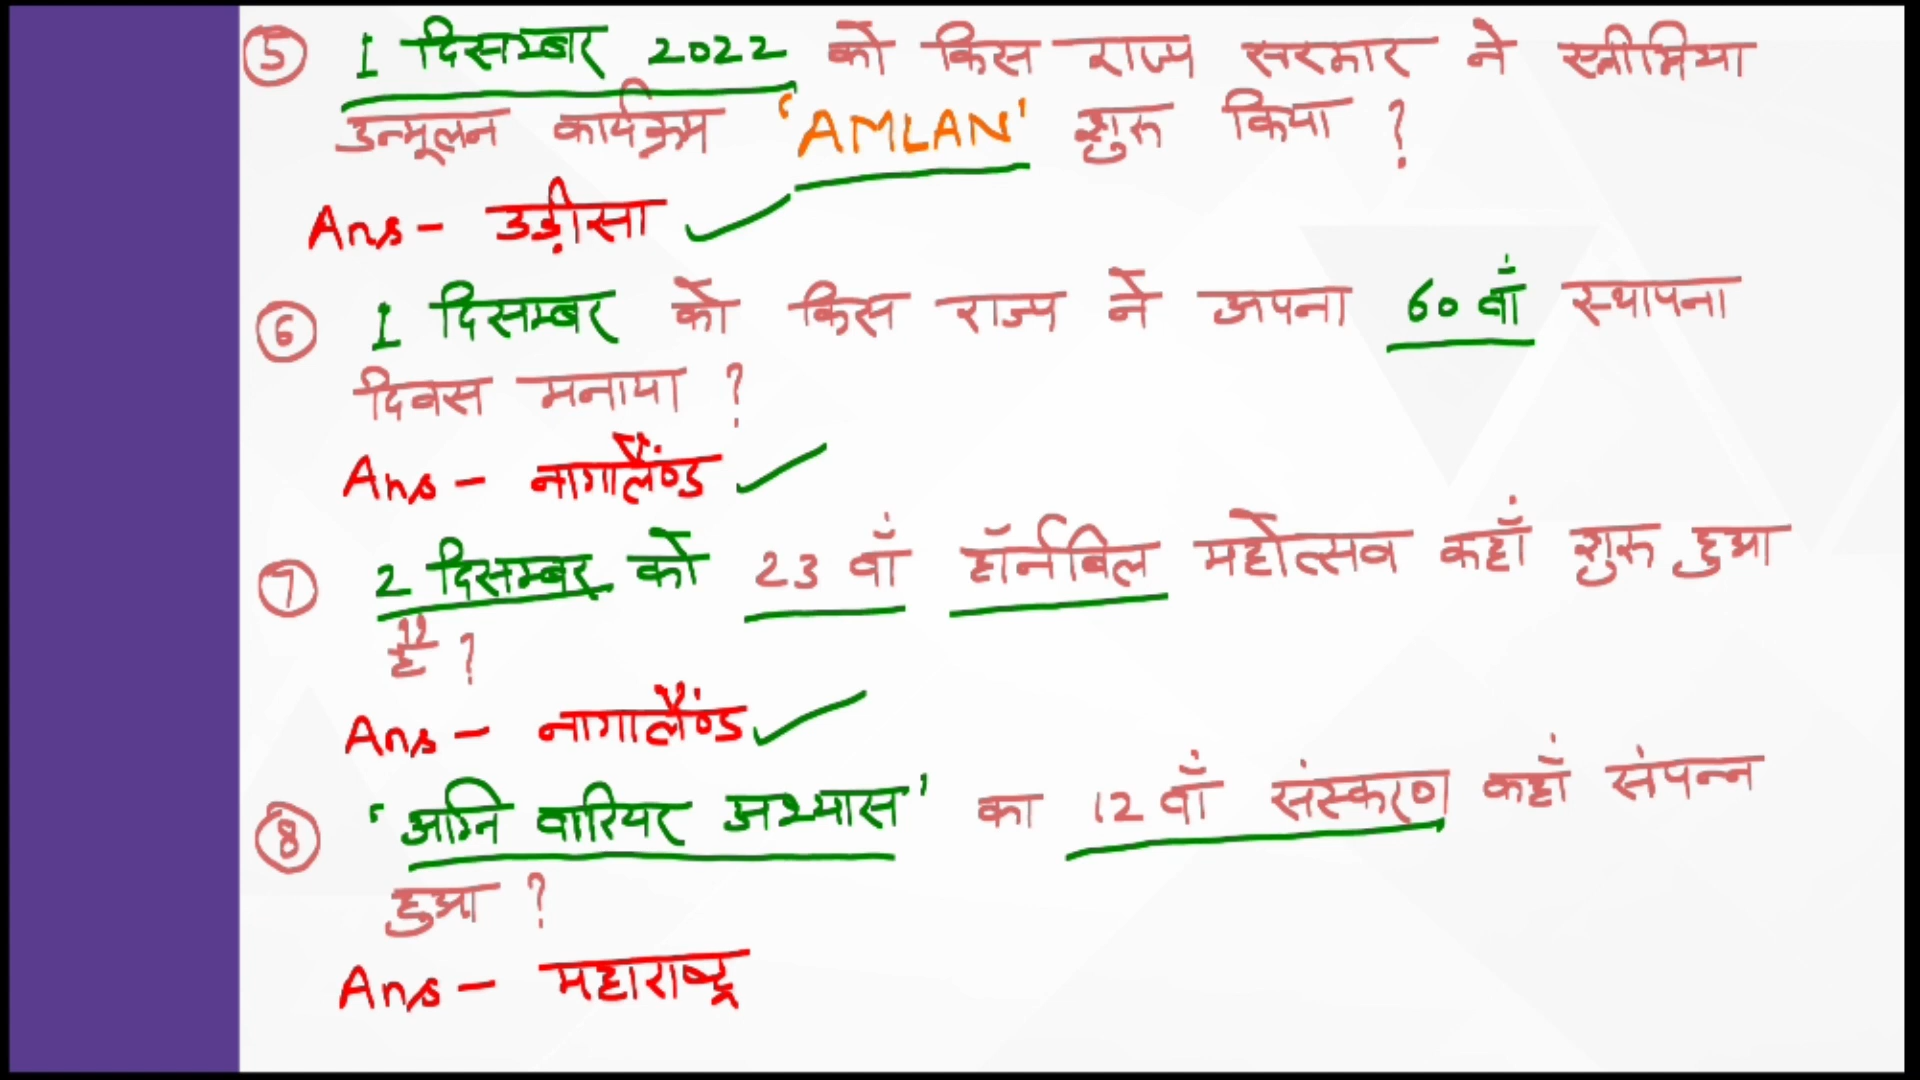 ⑤ 1 दिसम्बर 2022 को किस राज्य सरकार ने एनीमिया
उन्मूलन कार्यक्रम 'AMLAN' शुरू किया ?
Ans - उड़ीसा ✓
⑥ 1 दिसम्बर को किस राज्य ने अपना 60 वाँ स्थापना
दिवस मनाया ?
Ans - नागालैंण्ड ✓
⑦ 2 दिसम्बर को 23 वाँ हॉर्नबिल महोत्सव कहाँ शुरू हुआ
है ?
Ans - नागालैंण्ड ✓
⑧ 'अग्नि वारियर अभ्यास' का 12 वाँ संस्करण कहाँ संपन्न
हुआ ?
Ans - महाराष्ट्र